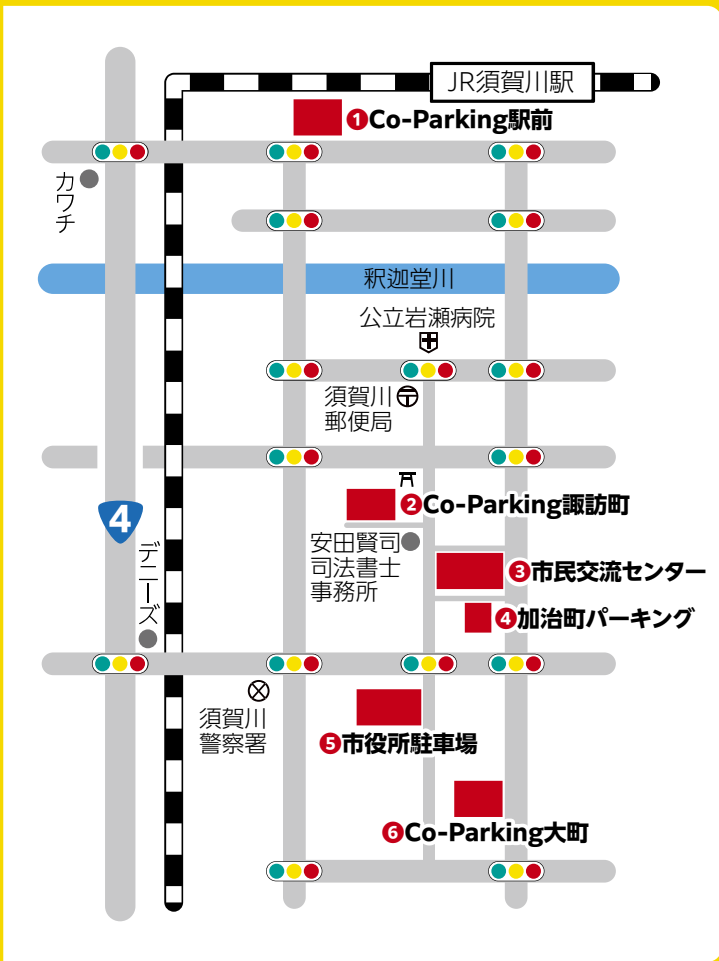 JR須賀川駅
❶Co-Parking駅前
カワチ
釈迦堂川
公立岩瀬病院
須賀川
郵便局
❷Co-Parking諏訪町
4
デニーズ
安田賢司
司法書士
事務所
❸市民交流センター
❹加治町パーキング
須賀川
警察署
❺市役所駐車場
❻Co-Parking大町